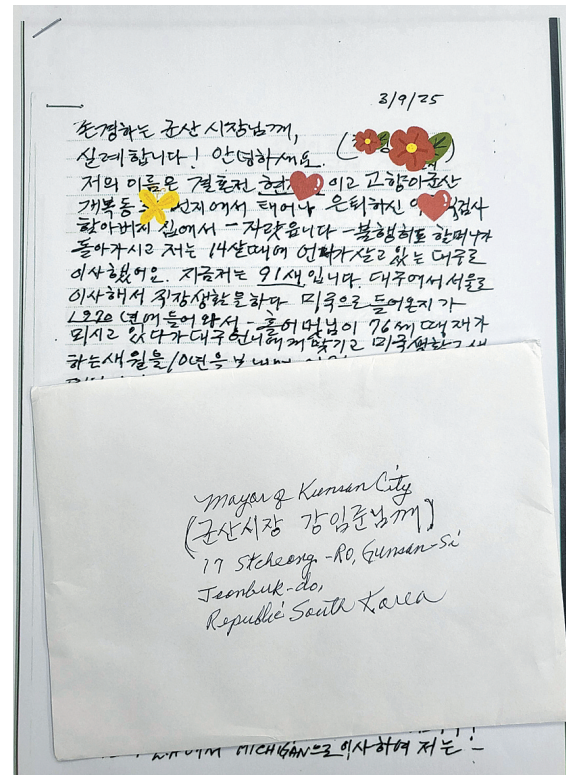 3/9/25
존경하는 군산 시장님께,
실례합니다! 안녕하세요.
저의 이름은 결혼전 현 이고 고향이 군산
개복동 번지에서 태어나 은퇴하신 검사
할아버지 집에서 - 자랐읍니다 - 불행히도 할머니가
돌아가시고 저는 14살때에 언니가 살고 있는 대구로
이사했어요. 지금 저는 91세입니다. 대구에서 서울로
이사해서 직장생활을 하다 미국으로 들어온지가
1970년에 들어와서 - 홀어머님이 76세 때 제가
모시고 있다가 대구언니에게 맡기고 미국
하는 세월을 10년을
Mayor of Kunsan City
(군산시장 강임준님께)
17 Sicheong-Ro, Gunsan-Si
Jeonbuk-do,
Republic South Korea
MICHIGAN으로 이사하여 저는